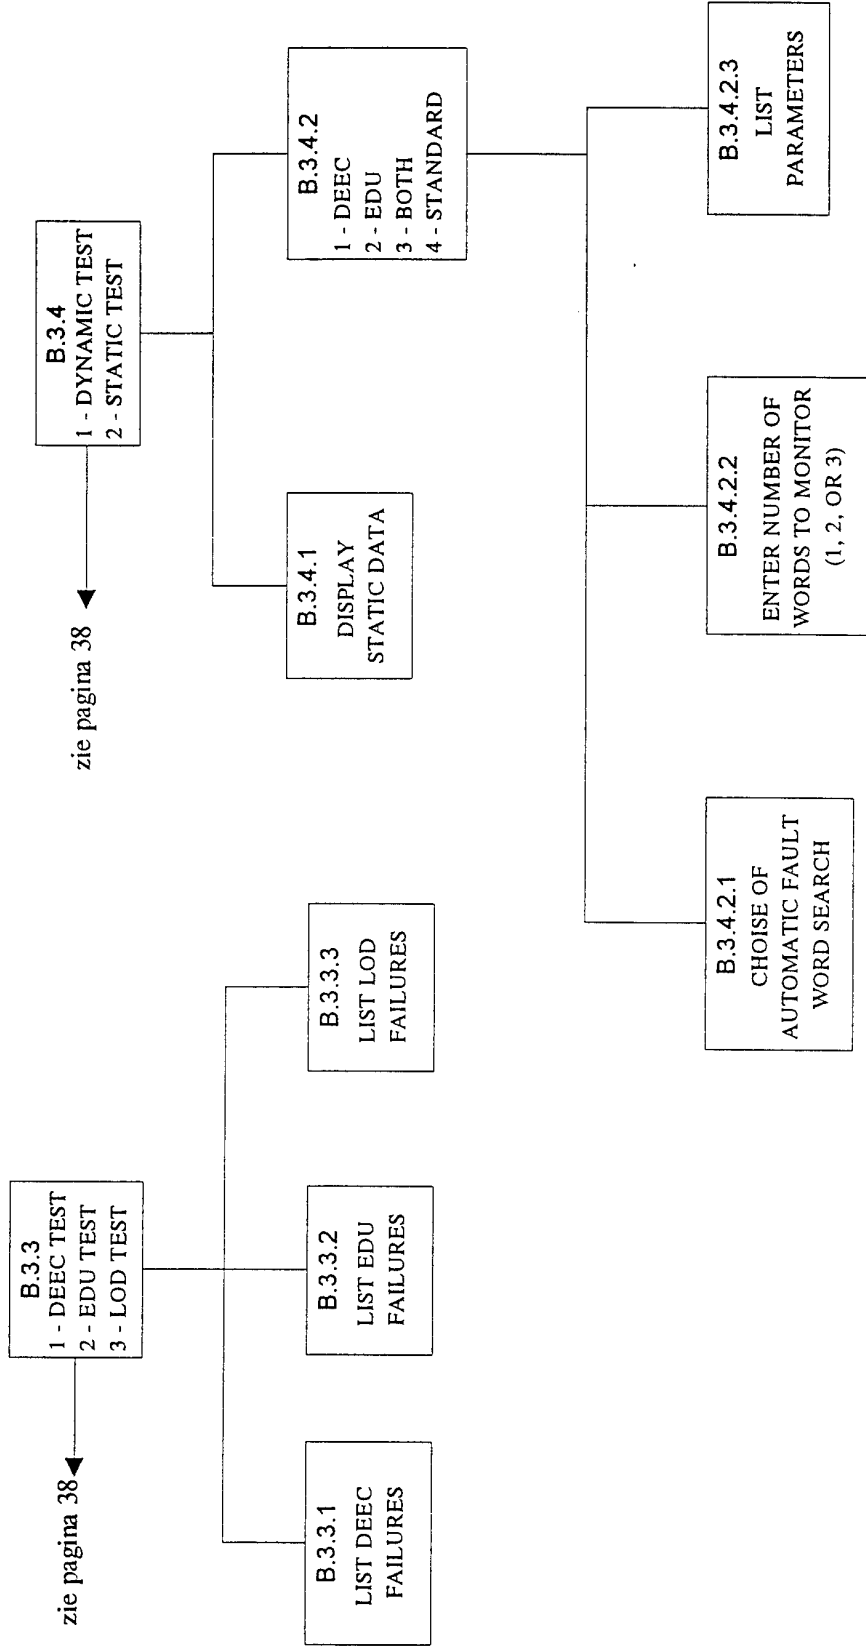 zie pagina 38
B.3.3
1 - DEEC TEST
2 - EDU TEST
3 - LOD TEST
B.3.3.1
LIST DEEC
FAILURES
B.3.3.2
LIST EDU
FAILURES
B.3.3.3
LIST LOD
FAILURES
zie pagina 38
B.3.4
1 - DYNAMIC TEST
2 - STATIC TEST
B.3.4.1
DISPLAY
STATIC DATA
B.3.4.2
1 - DEEC
2 - EDU
3 - BOTH
4 - STANDARD
B.3.4.2.1
CHOISE OF
AUTOMATIC FAULT
WORD SEARCH
B.3.4.2.2
ENTER NUMBER OF
WORDS TO MONITOR
(1, 2, OR 3)
B.3.4.2.3
LIST
PARAMETERS